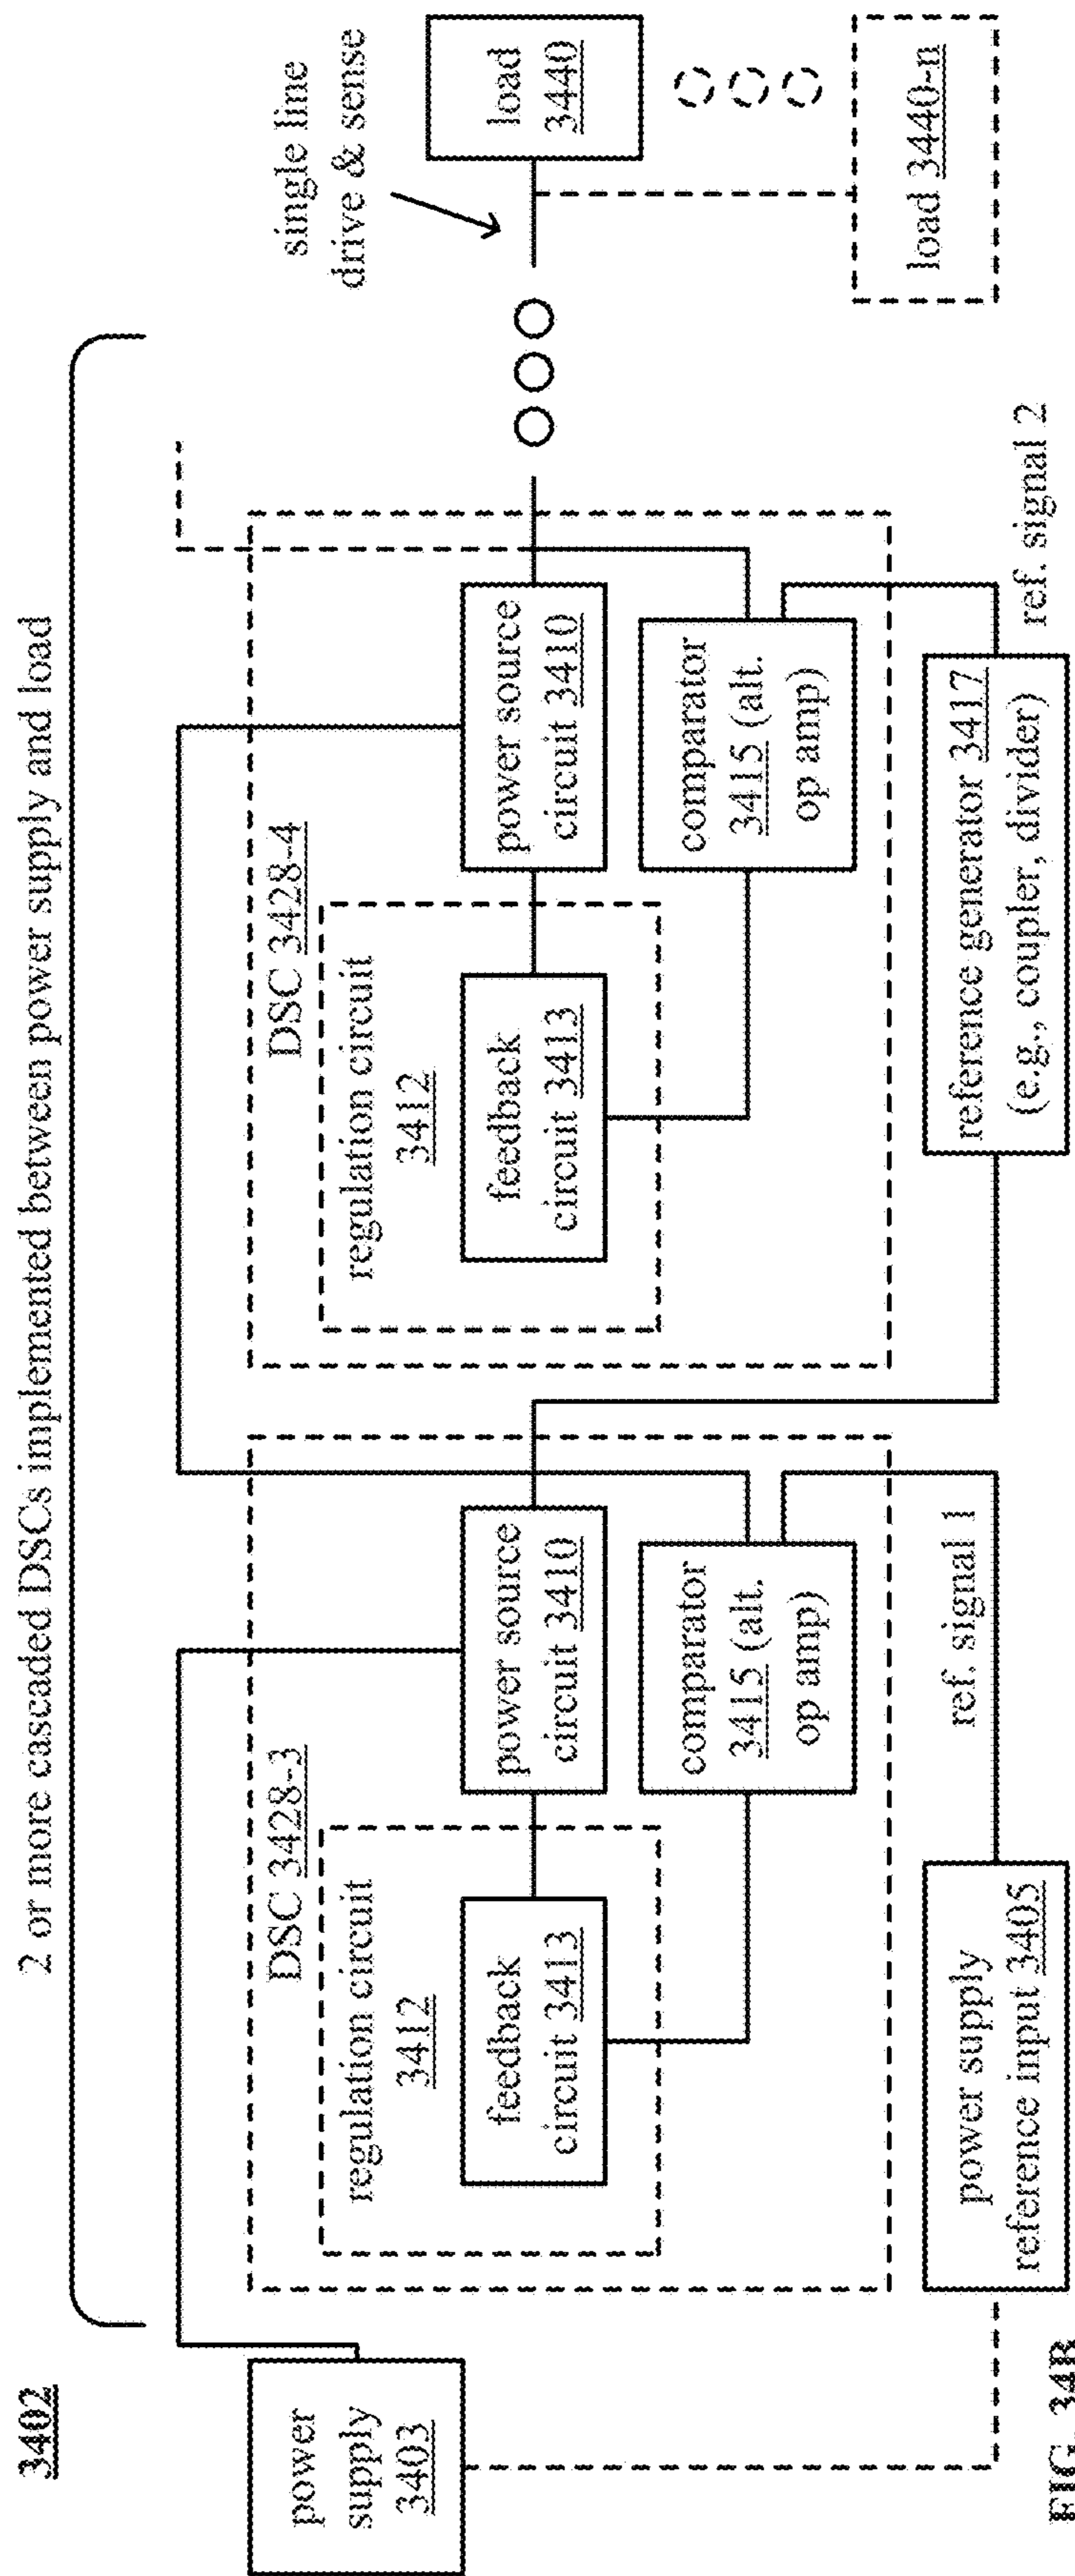 3402
2 or more cascaded DSCs implemented between power supply and load
power
supply
3403
DSC 3428-3
regulation circuit
3412
feedback
circuit 3413
power source
circuit 3410
comparator
3415 (alt.
op amp)
power supply
reference input 3405
ref. signal 1
DSC 3428-4
regulation circuit
3412
feedback
circuit 3413
power source
circuit 3410
comparator
3415 (alt.
op amp)
reference generator 3417
(e.g., coupler, divider)
ref. signal 2
single line
drive & sense
load
3440
load 3440-n
FIG. 34B